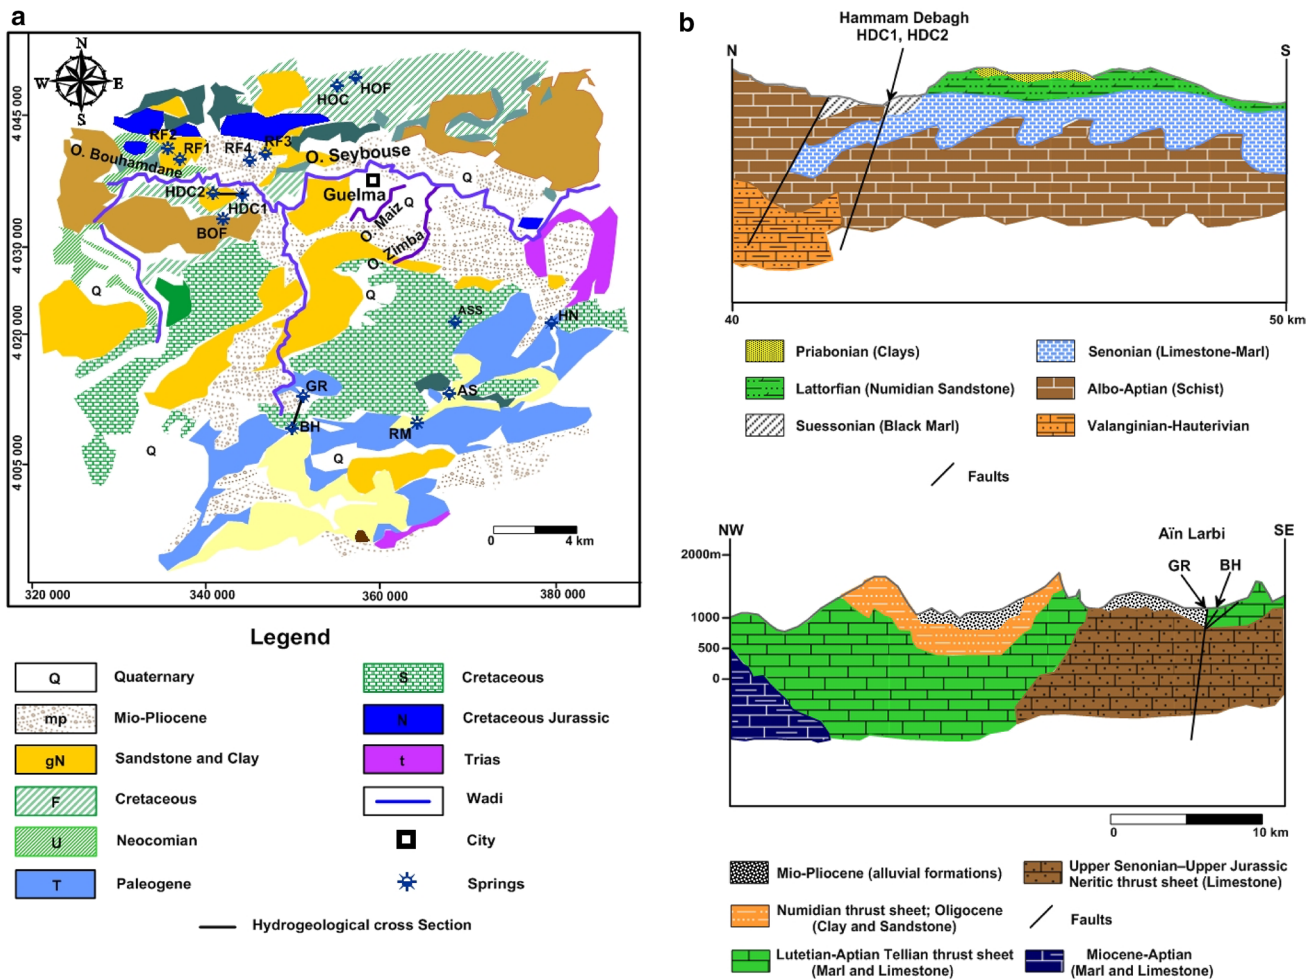 a
N
W E
S
4 045 000
4 030 000
4 020 000
4 005 000
HOC
HOF
RF2
RF1
RF4
RF3
O. Bouhamdane
O. Seybouse
Q
HDC2
HDC1
Guelma
BOF
O. Maiz
Q
O. Zimba
Q
Q
ASS
HN
GR
AS
BH
RM
Q
Q
0 4 km
320 000 340 000 360 000 380 000
Legend
Q Quaternary
mp Mio-Pliocene
gN Sandstone and Clay
F Cretaceous
U Neocomian
T Paleogene
S Cretaceous
N Cretaceous Jurassic
t Trias
Wadi
City
Springs
Hydrogeological cross Section
b
Hammam Debagh
HDC1, HDC2
N S
40 50 km
Priabonian (Clays)
Lattorfian (Numidian Sandstone)
Suessonian (Black Marl)
Senonian (Limestone-Marl)
Albo-Aptian (Schist)
Valanginian-Hauterivian
Faults
NW SE
Aïn Larbi
GR BH
2000m
1000
500
0
0 10 km
Mio-Pliocene (alluvial formations)
Numidian thrust sheet; Oligocene
(Clay and Sandstone)
Lutetian-Aptian Tellian thrust sheet
(Marl and Limestone)
Upper Senonian–Upper Jurassic
Neritic thrust sheet (Limestone)
Faults
Miocene-Aptian
(Marl and Limestone)